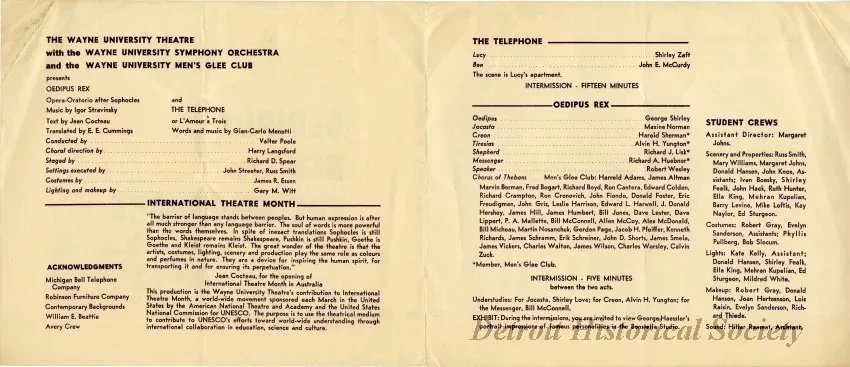 THE WAYNE UNIVERSITY THEATRE
with the WAYNE UNIVERSITY SYMPHONY ORCHESTRA
and the WAYNE UNIVERSITY MEN'S GLEE CLUB
presents
OEDIPUS REX
Opera-Oratorio after Sophocles and
Music by Igor Stravinsky THE TELEPHONE
Text by Jean Cocteau or L'Amour a Trois
Translated by E. E. Cummings Words and music by Gian-Carlo Menotti
Conducted by Valter Poole
Choral direction by Harry Langsford
Staged by Richard D. Spear
Settings executed by John Streeter, Russ Smith
Costumes by James R. Essen
Lighting and makeup by Gary M. Witt
INTERNATIONAL THEATRE MONTH
"The barrier of language stands between peoples. But human expression is after
all much stronger than any language barrier. The soul of words is more powerful
than the words themselves. In spite of inexact translations Sophocles is still
Sophocles, Shakespeare remains Shakespeare, Pushkin is still Pushkin, Goethe is
Goethe and Kleist remains Kleist. The great wonder of the theatre is that the
artists, costumes, lighting, scenery and production play the same role as colours
and perfumes in nature. They are a device for inspiring the human spirit, for
transporting it and for ensuring its perpetuation."
Jean Cocteau, for the opening of
International Theatre Month in Australia
This production is the Wayne University Theatre's contribution to International
Theatre Month, a world-wide movement sponsored each March in the United
States by the American National Theatre and Academy and the United States
National Commission for UNESCO. The purpose is to use the theatrical medium
to contribute to UNESCO's efforts toward world-wide understanding through
international collaboration in education, science and culture.
ACKNOWLEDGMENTS
Michigan Bell Telephone
Company
Robinson Furniture Company
Contemporary Backgrounds
William E. Beattie
Avery Crew
THE TELEPHONE
Lucy Shirley Zaft
Ben John E. McCurdy
The scene is Lucy's apartment.
INTERMISSION - FIFTEEN MINUTES
OEDIPUS REX
Oedipus George Shirley
Jocasta Maxine Norman
Creon Harold Sherman*
Tiresias Alvin H. Yungton*
Shepherd Richard J. Lisk*
Messenger Richard A. Huebner*
Speaker Robert Wesley
Chorus of Thebans Men's Glee Club: Harreld Adams, James Altman
Marvin Berman, Fred Bogart, Richard Boyd, Ron Cantera, Edward Colden,
Richard Crampton, Ron Cronovich, John Fiondo, Donald Foster, Eric
Freudigman, John Griz, Leslie Harrison, Edward L. Harwell, J. Donald
Hershey, James Hill, James Humbert, Bill Jones, Dave Lester, Dave
Lippert, P. A. Mallette, Bill McConnell, Allen McCoy, Alex McDonald,
Bill Micheau, Martin Nosanchuk, Gordon Page, Jacob H. Pfeiffer, Kenneth
Richards, James Schramm, Erik Schreiner, John D. Shorts, James Smela,
James Vickers, Charles Walton, James Wilson, Charles Worsley, Calvin
Zuck.
*Member, Men's Glee Club.
INTERMISSION - FIVE MINUTES
between the two acts.
Understudies: For Jocasta, Shirley Love; for Creon, Alvin H. Yungton; for
the Messenger, Bill McConnell.
EXHIBIT: During the intermissions, you are invited to view George Haessler's
portrait impressions of famous personalities in the Bonstelle Studio.
STUDENT CREWS
Assistant Director: Margaret
Johns.
Scenery and Properties: Russ Smith,
Mary Williams, Margaret Johns,
Donald Hansen, John Knox, As-
sistants; Ivan Boesky, Shirley
Fealk, John Hack, Ruth Hunter,
Ella King, Mehran Kupelian,
Barry Levine, Mike Loftis, Kay
Naylor, Ed Sturgeon.
Costumes: Robert Gray, Evelyn
Sanderson, Assistants; Phyllis
Pullberg, Bob Slocum.
Lights: Kate Kelly, Assistant;
Donald Hansen, Shirley Fealk,
Ella King, Mehran Kupelian, Ed
Sturgeon, Mildred White.
Makeup: Robert Gray, Donald
Hanson, Joan Hertenson, Lois
Raisin, Evelyn Sanderson, Rich-
ard Thiede.
Sound: Hilter Assistant,
Detroit Historical Society